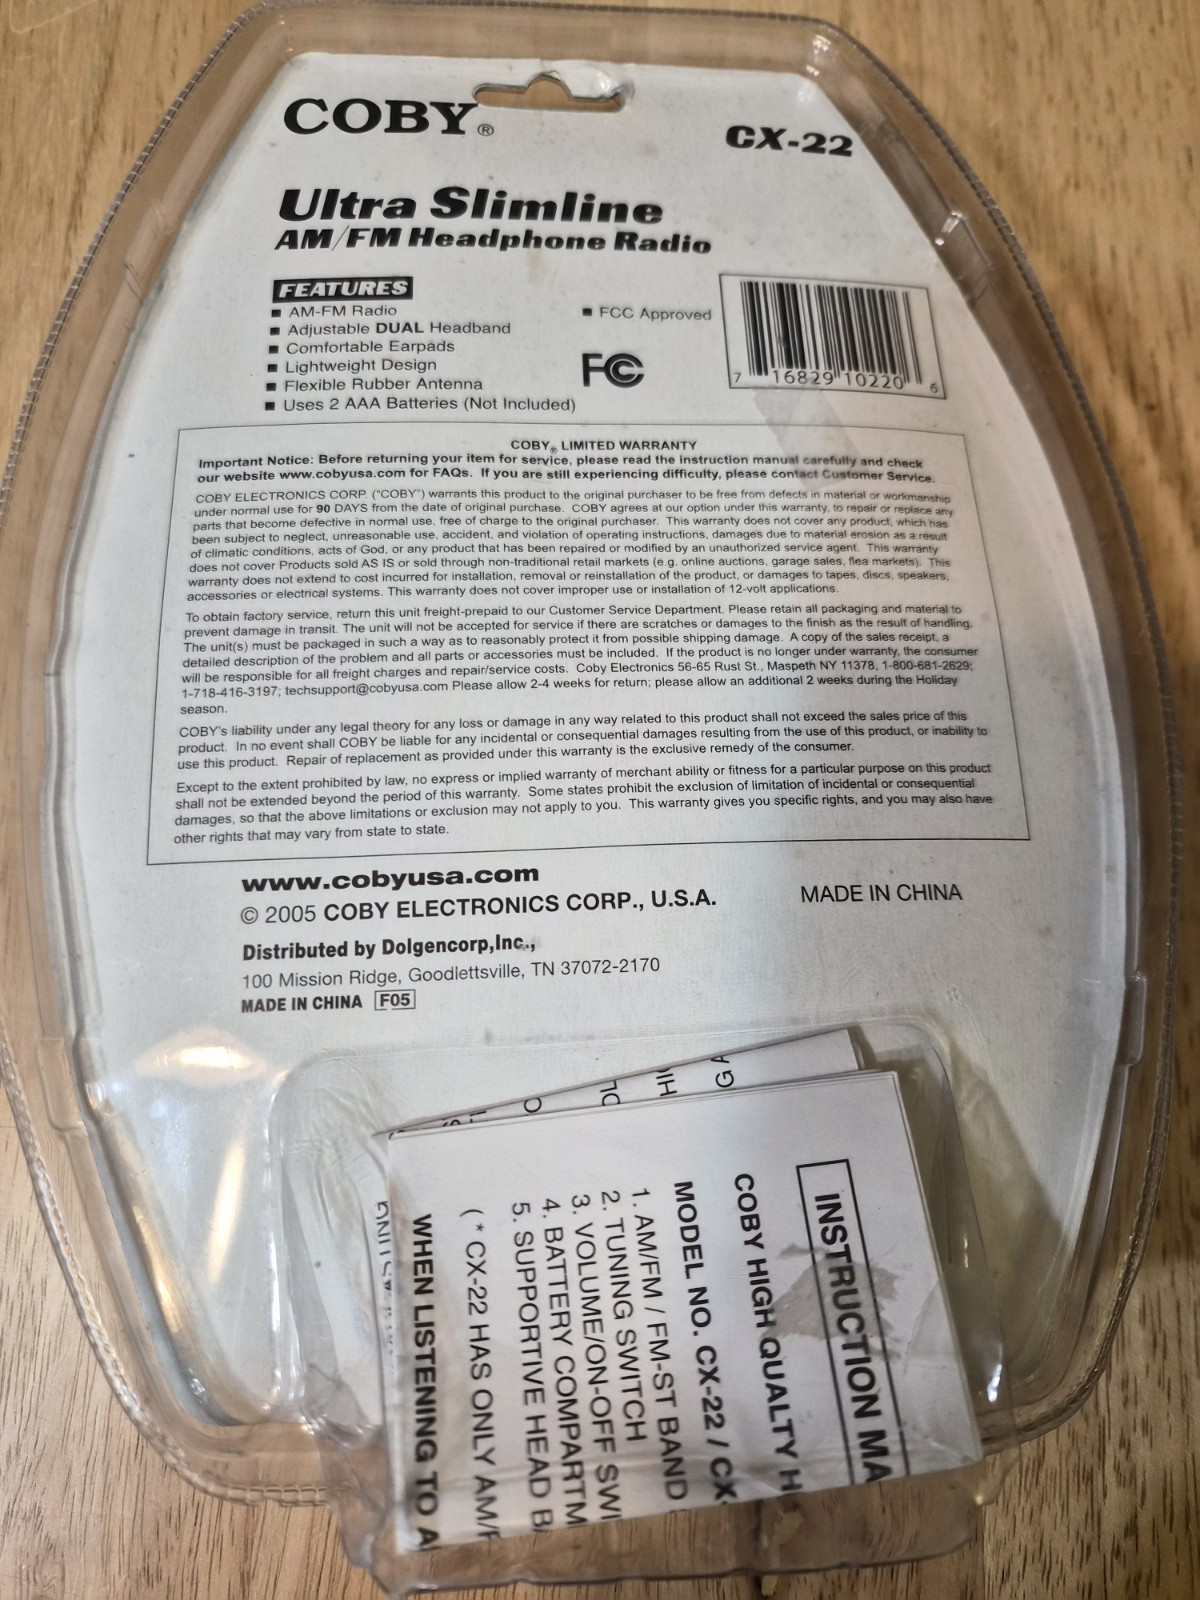 COBY®
CX-22
Ultra Slimline
AM/FM Headphone Radio
FEATURES
■ AM-FM Radio
■ Adjustable DUAL Headband
■ Comfortable Earpads
■ Lightweight Design
■ Flexible Rubber Antenna
■ Uses 2 AAA Batteries (Not Included)
■ FCC Approved
FC
7 16829 10220 6
COBY® LIMITED WARRANTY
Important Notice: Before returning your item for service, please read the instruction manual carefully and check
our website www.cobyusa.com for FAQs. If you are still experiencing difficulty, please contact Customer Service.
COBY ELECTRONICS CORP. ("COBY") warrants this product to the original purchaser to be free from defects in material or workmanship
under normal use for 90 DAYS from the date of original purchase. COBY agrees at our option under this warranty, to repair or replace any
parts that become defective in normal use, free of charge to the original purchaser. This warranty does not cover any product, which has
been subject to neglect, unreasonable use, accident, and violation of operating instructions, damages due to material erosion as a result
of climatic conditions, acts of God, or any product that has been repaired or modified by an unauthorized service agent. This warranty
does not cover Products sold AS IS or sold through non-traditional retail markets (e.g. online auctions, garage sales, flea markets). This
warranty does not extend to cost incurred for installation, removal or reinstallation of the product, or damages to tapes, discs, speakers,
accessories or electrical systems. This warranty does not cover improper use or installation of 12-volt applications.
To obtain factory service, return this unit freight-prepaid to our Customer Service Department. Please retain all packaging and material to
prevent damage in transit. The unit will not be accepted for service if there are scratches or damages to the finish as the result of handling.
The unit(s) must be packaged in such a way as to reasonably protect it from possible shipping damage. A copy of the sales receipt, a
detailed description of the problem and all parts or accessories must be included. If the product is no longer under warranty, the consumer
will be responsible for all freight charges and repair/service costs. Coby Electronics 56-65 Rust St., Maspeth NY 11378, 1-800-681-2629;
1-718-416-3197; techsupport@cobyusa.com Please allow 2-4 weeks for return; please allow an additional 2 weeks during the Holiday
season.
COBY's liability under any legal theory for any loss or damage in any way related to this product shall not exceed the sales price of this
product. In no event shall COBY be liable for any incidental or consequential damages resulting from the use of this product, or inability to
use this product. Repair of replacement as provided under this warranty is the exclusive remedy of the consumer.
Except to the extent prohibited by law, no express or implied warranty of merchant ability or fitness for a particular purpose on this product
shall not be extended beyond the period of this warranty. Some states prohibit the exclusion of limitation of incidental or consequential
damages, so that the above limitations or exclusion may not apply to you. This warranty gives you specific rights, and you may also have
other rights that may vary from state to state.
www.cobyusa.com
© 2005 COBY ELECTRONICS CORP., U.S.A.
MADE IN CHINA
Distributed by Dolgencorp,Inc.,
100 Mission Ridge, Goodlettsville, TN 37072-2170
MADE IN CHINA F05
INSTRUCTION MA
COBY HIGH QUALTY H
MODEL NO. CX-22 / CX-
1. AM/FM / FM-ST BAND
2. TUNING SWITCH
3. VOLUME/ON-OFF SWI
4. BATTERY COMPARTM
5. SUPPORTIVE HEAD BA
( * CX-22 HAS ONLY AM/F
WHEN LISTENING TO A